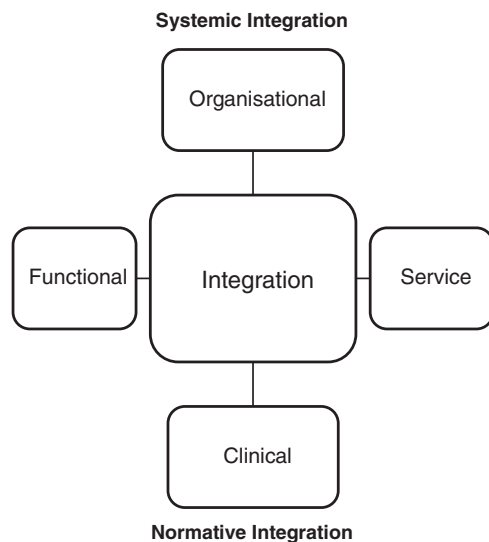 Systemic Integration
Organisational
Functional
Integration
Service
Clinical
Normative Integration